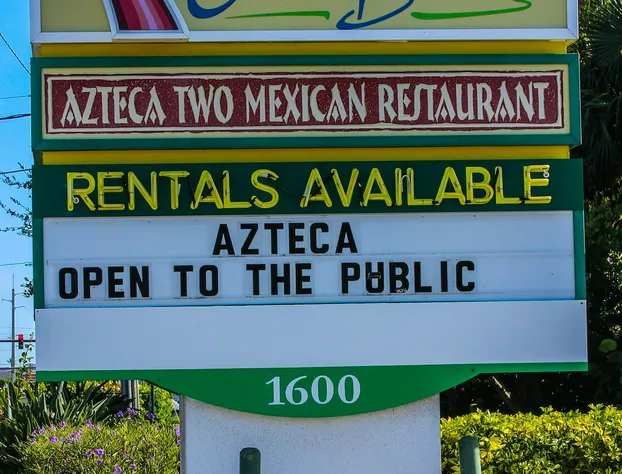 AZTECA TWO MEXICAN RESTAURANT
RENTALS AVAILABLE
AZTECA
OPEN TO THE PUBLIC
1600